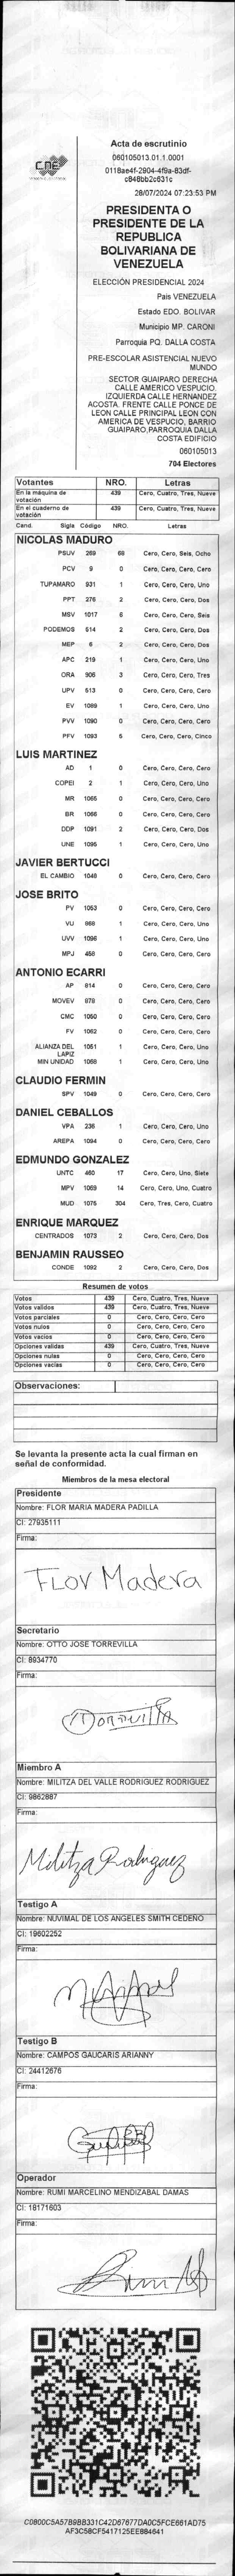 CNE
Acta de escrutinio
060105013.01.1.0001
0118ae4f-2904-4f9a-83df-
c846bb2c631c
28/07/2024 07:23:53 PM
PRESIDENTA O
PRESIDENTE DE LA
REPUBLICA
BOLIVARIANA DE
VENEZUELA
ELECCIÓN PRESIDENCIAL 2024
Pais VENEZUELA
Estado EDO. BOLIVAR
Municipio MP. CARONI
Parroquia PQ. DALLA COSTA
PRE-ESCOLAR ASISTENCIAL NUEVO
MUNDO
SECTOR GUAIPARO DERECHA
CALLE AMERICO VESPUCIO.
IZQUIERDA CALLE HERNANDEZ
ACOSTA. FRENTE CALLE PONCE DE
LEON CALLE PRINCIPAL LEON CON
AMERICA DE VESPUCIO, BARRIO
GUAIPARO,PARROQUIA DALLA
COSTA EDIFICIO
060105013
704 Electores
Votantes NRO. Letras
En la máquina de votación 439 Cero, Cuatro, Tres, Nueve
En el cuaderno de votación 439 Cero, Cuatro, Tres, Nueve
Cand. Sigla Código NRO. Letras
NICOLAS MADURO
PSUV 269 68 Cero, Cero, Seis, Ocho
PCV 9 0 Cero, Cero, Cero, Cero
TUPAMARO 931 1 Cero, Cero, Cero, Uno
PPT 276 2 Cero, Cero, Cero, Dos
MSV 1017 6 Cero, Cero, Cero, Seis
PODEMOS 514 2 Cero, Cero, Cero, Dos
MEP 6 2 Cero, Cero, Cero, Dos
APC 219 1 Cero, Cero, Cero, Uno
ORA 906 3 Cero, Cero, Cero, Tres
UPV 513 0 Cero, Cero, Cero, Cero
EV 1089 1 Cero, Cero, Cero, Uno
PVV 1090 0 Cero, Cero, Cero, Cero
PFV 1093 5 Cero, Cero, Cero, Cinco
LUIS MARTINEZ
AD 1 0 Cero, Cero, Cero, Cero
COPEI 2 1 Cero, Cero, Cero, Uno
MR 1065 0 Cero, Cero, Cero, Cero
BR 1066 0 Cero, Cero, Cero, Cero
DDP 1091 2 Cero, Cero, Cero, Dos
UNE 1095 1 Cero, Cero, Cero, Uno
JAVIER BERTUCCI
EL CAMBIO 1048 0 Cero, Cero, Cero, Cero
JOSE BRITO
PV 1053 0 Cero, Cero, Cero, Cero
VU 868 1 Cero, Cero, Cero, Uno
UVV 1096 1 Cero, Cero, Cero, Uno
MPJ 458 0 Cero, Cero, Cero, Cero
ANTONIO ECARRI
AP 814 0 Cero, Cero, Cero, Cero
MOVEV 878 0 Cero, Cero, Cero, Cero
CMC 1050 0 Cero, Cero, Cero, Cero
FV 1062 0 Cero, Cero, Cero, Cero
ALIANZA DEL LAPIZ 1051 1 Cero, Cero, Cero, Uno
MIN UNIDAD 1068 1 Cero, Cero, Cero, Uno
CLAUDIO FERMIN
SPV 1049 0 Cero, Cero, Cero, Cero
DANIEL CEBALLOS
VPA 236 1 Cero, Cero, Cero, Uno
AREPA 1094 0 Cero, Cero, Cero, Cero
EDMUNDO GONZALEZ
UNTC 460 17 Cero, Cero, Uno, Siete
MPV 1069 14 Cero, Cero, Uno, Cuatro
MUD 1075 304 Cero, Tres, Cero, Cuatro
ENRIQUE MARQUEZ
CENTRADOS 1073 2 Cero, Cero, Cero, Dos
BENJAMIN RAUSSEO
CONDE 1092 2 Cero, Cero, Cero, Dos
Resumen de votos
Votos 439 Cero, Cuatro, Tres, Nueve
Votos validos 439 Cero, Cuatro, Tres, Nueve
Votos parciales 0 Cero, Cero, Cero, Cero
Votos nulos 0 Cero, Cero, Cero, Cero
Votos vacios 0 Cero, Cero, Cero, Cero
Opciones validas 439 Cero, Cuatro, Tres, Nueve
Opciones nulas 0 Cero, Cero, Cero, Cero
Opciones vacias 0 Cero, Cero, Cero, Cero
Observaciones:
Se levanta la presente acta la cual firman en
señal de conformidad.
Miembros de la mesa electoral
Presidente
Nombre: FLOR MARIA MADERA PADILLA
CI: 27935111
Firma:
FLor Madera
Secretario
Nombre: OTTO JOSE TORREVILLA
CI: 8934770
Firma:
Miembro A
Nombre: MILITZA DEL VALLE RODRIGUEZ RODRIGUEZ
CI: 9862887
Firma:
Militza Rodriguez
Testigo A
Nombre: NUVIMAL DE LOS ANGELES SMITH CEDEÑO
CI: 19602252
Firma:
Testigo B
Nombre: CAMPOS GAUCARIS ARIANNY
CI: 24412676
Firma:
Operador
Nombre: RUMI MARCELINO MENDIZABAL DAMAS
CI: 18171603
Firma:
C0800C5A57B9BB331C42D67677DA0C5FCE661AD75
AF3C58CF5417125EE884641